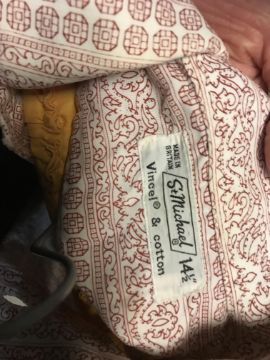 MADE IN
BRITAIN
St Michael®
14½"
Vincel® & cotton